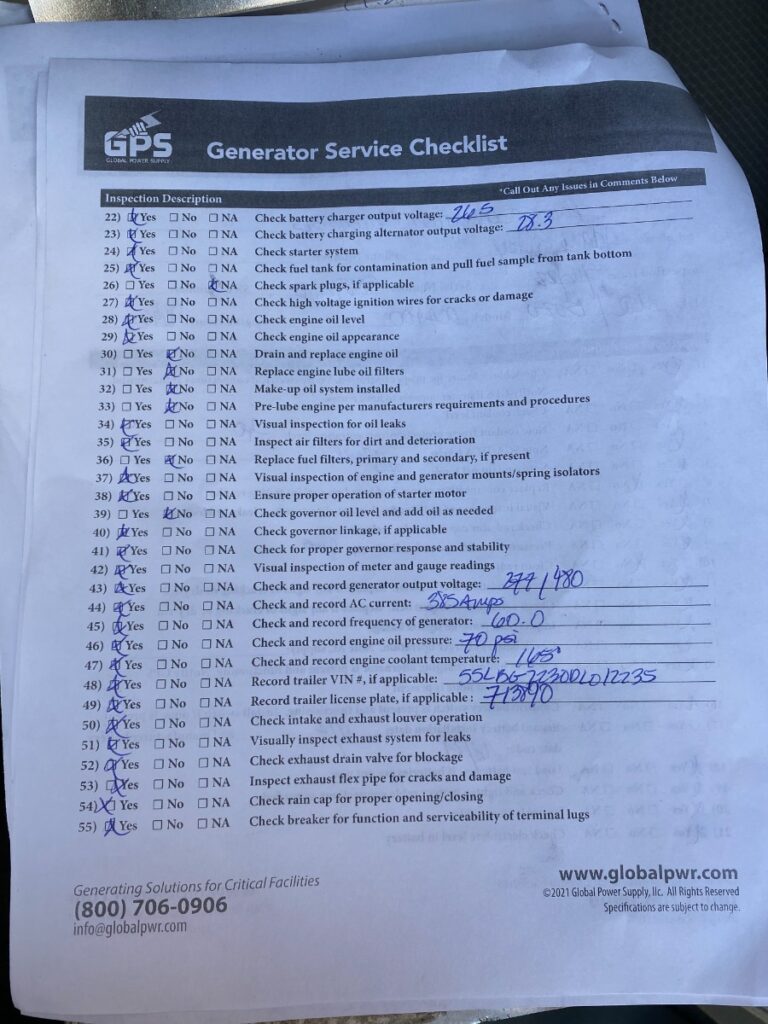 GPS
GLOBAL POWER SUPPLY
Generator Service Checklist
Inspection Description *Call Out Any Issues in Comments Below
22) ☑ Yes ☐ No ☐ NA Check battery charger output voltage: 26.5
23) ☑ Yes ☐ No ☐ NA Check battery charging alternator output voltage: 28.3
24) ☑ Yes ☐ No ☐ NA Check starter system
25) ☑ Yes ☐ No ☐ NA Check fuel tank for contamination and pull fuel sample from tank bottom
26) ☐ Yes ☐ No ☑ NA Check spark plugs, if applicable
27) ☑ Yes ☐ No ☐ NA Check high voltage ignition wires for cracks or damage
28) ☑ Yes ☐ No ☐ NA Check engine oil level
29) ☑ Yes ☐ No ☐ NA Check engine oil appearance
30) ☐ Yes ☑ No ☐ NA Drain and replace engine oil
31) ☐ Yes ☑ No ☐ NA Replace engine lube oil filters
32) ☐ Yes ☑ No ☐ NA Make-up oil system installed
33) ☐ Yes ☑ No ☐ NA Pre-lube engine per manufacturers requirements and procedures
34) ☑ Yes ☐ No ☐ NA Visual inspection for oil leaks
35) ☑ Yes ☐ No ☐ NA Inspect air filters for dirt and deterioration
36) ☐ Yes ☑ No ☐ NA Replace fuel filters, primary and secondary, if present
37) ☑ Yes ☐ No ☐ NA Visual inspection of engine and generator mounts/spring isolators
38) ☑ Yes ☐ No ☐ NA Ensure proper operation of starter motor
39) ☐ Yes ☑ No ☐ NA Check governor oil level and add oil as needed
40) ☑ Yes ☐ No ☐ NA Check governor linkage, if applicable
41) ☑ Yes ☐ No ☐ NA Check for proper governor response and stability
42) ☑ Yes ☐ No ☐ NA Visual inspection of meter and gauge readings
43) ☑ Yes ☐ No ☐ NA Check and record generator output voltage: 277/480
44) ☑ Yes ☐ No ☐ NA Check and record AC current: 385 Amps
45) ☑ Yes ☐ No ☐ NA Check and record frequency of generator: 60.0
46) ☑ Yes ☐ No ☐ NA Check and record engine oil pressure: 70 psi
47) ☑ Yes ☐ No ☐ NA Check and record engine coolant temperature: 165°
48) ☑ Yes ☐ No ☐ NA Record trailer VIN #, if applicable:
49) ☑ Yes ☐ No ☐ NA Record trailer license plate, if applicable :
50) ☑ Yes ☐ No ☐ NA Check intake and exhaust louver operation
51) ☑ Yes ☐ No ☐ NA Visually inspect exhaust system for leaks
52) ☑ Yes ☐ No ☐ NA Check exhaust drain valve for blockage
53) ☑ Yes ☐ No ☐ NA Inspect exhaust flex pipe for cracks and damage
54) ☑ Yes ☐ No ☐ NA Check rain cap for proper opening/closing
55) ☑ Yes ☐ No ☐ NA Check breaker for function and serviceability of terminal lugs
Generating Solutions for Critical Facilities
(800) 706-0906
info@globalpwr.com
www.globalpwr.com
©2021 Global Power Supply, llc. All Rights Reserved
Specifications are subject to change.